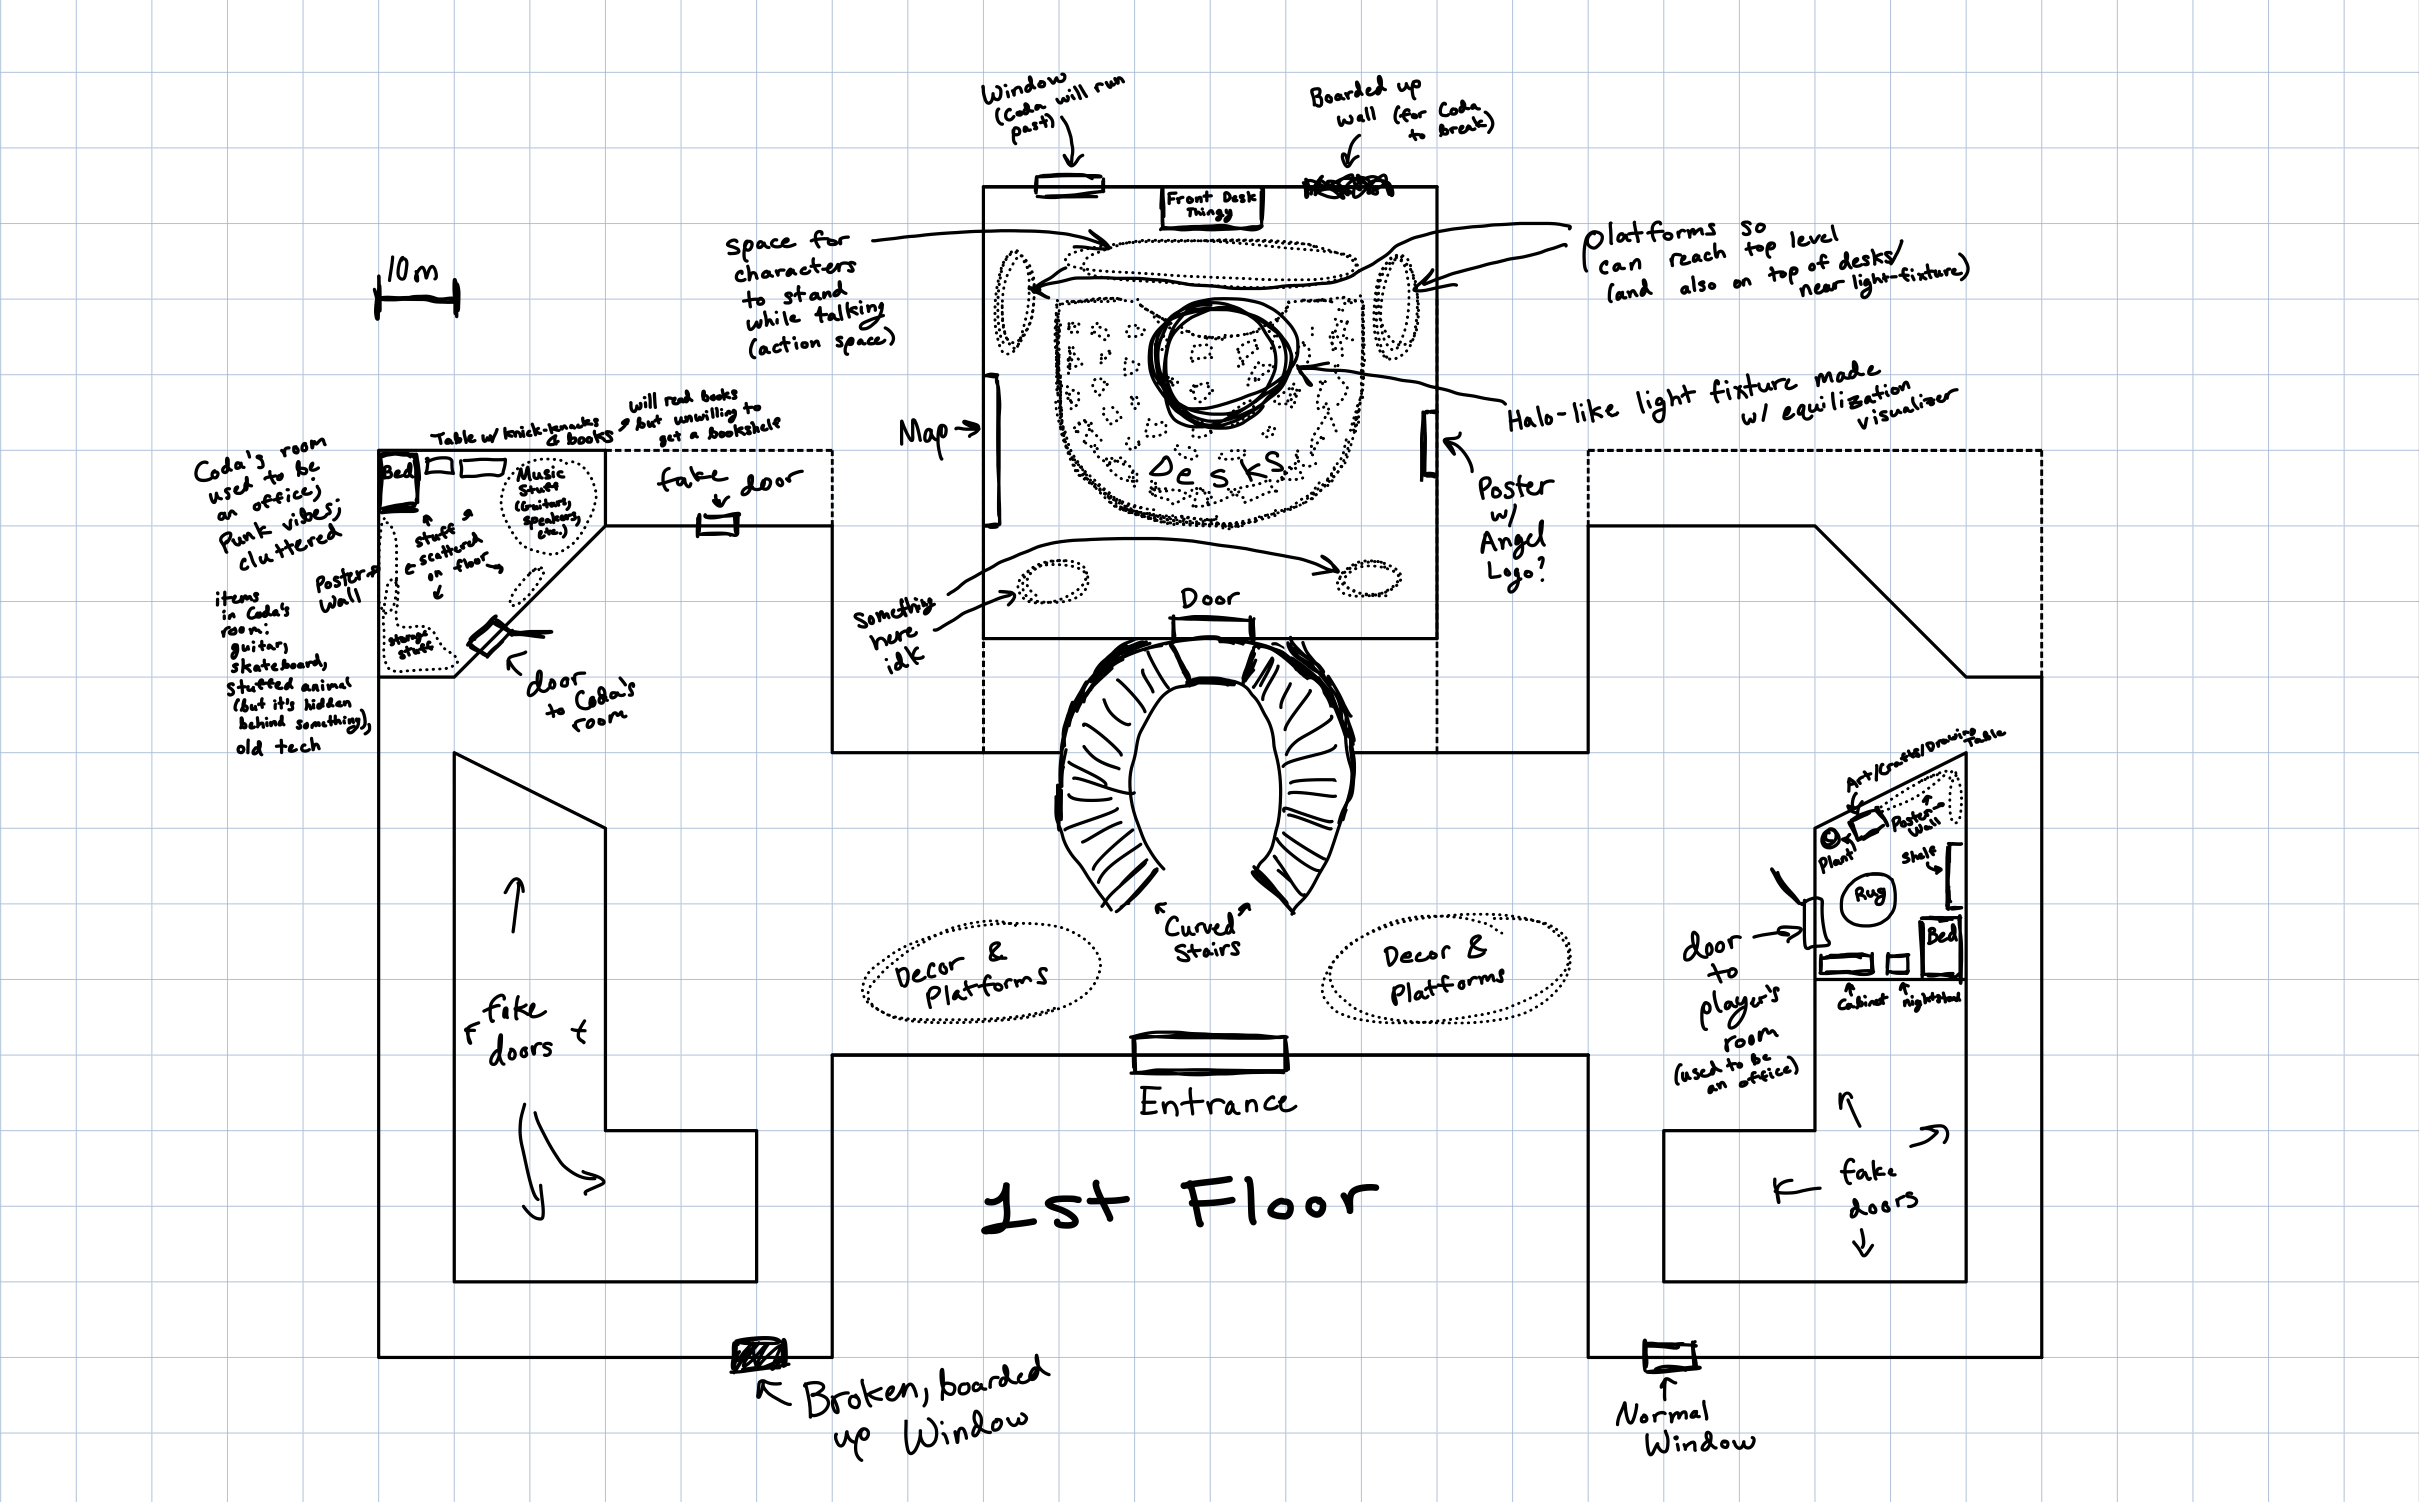 Window
(Coda will run
past)
Boarded up
wall (for Coda
to break)
Front Desk
Thingy
10m
Space for
characters
to stand
while talking
(action space)
Platforms so
can reach top level
(and also on top of desks/
near light-fixture)
Halo-like light fixture made
w/ equilization
visualizer
Map
Desks
Poster
w/
Angel
Logo?
Something
here
idk
Door
Table w/ knick-knacks
& books
will read books
but unwilling to
get a bookshelf
Coda's room
used to be
an office;
Punk vibes;
cluttered
Bed
Music
Stuff
(Guitars,
speakers,
etc.)
stuff
scattered
on floor
Poster
Wall
storage
stuff
fake door
door
to Coda's
room
items
in Coda's
room:
guitar,
skateboard,
stuffed animal
(but it's hidden
behind something),
old tech
Curved
Stairs
Decor &
Platforms
Decor &
Platforms
Entrance
1st Floor
fake
doors
Broken, boarded
up Window
Art/Crafts/Drawing
Table
Poster
Wall
Plant
Shelf
Rug
Bed
Cabinet
nightstand
door
to
player's
room
(used to be
an office)
fake
doors
Normal
Window